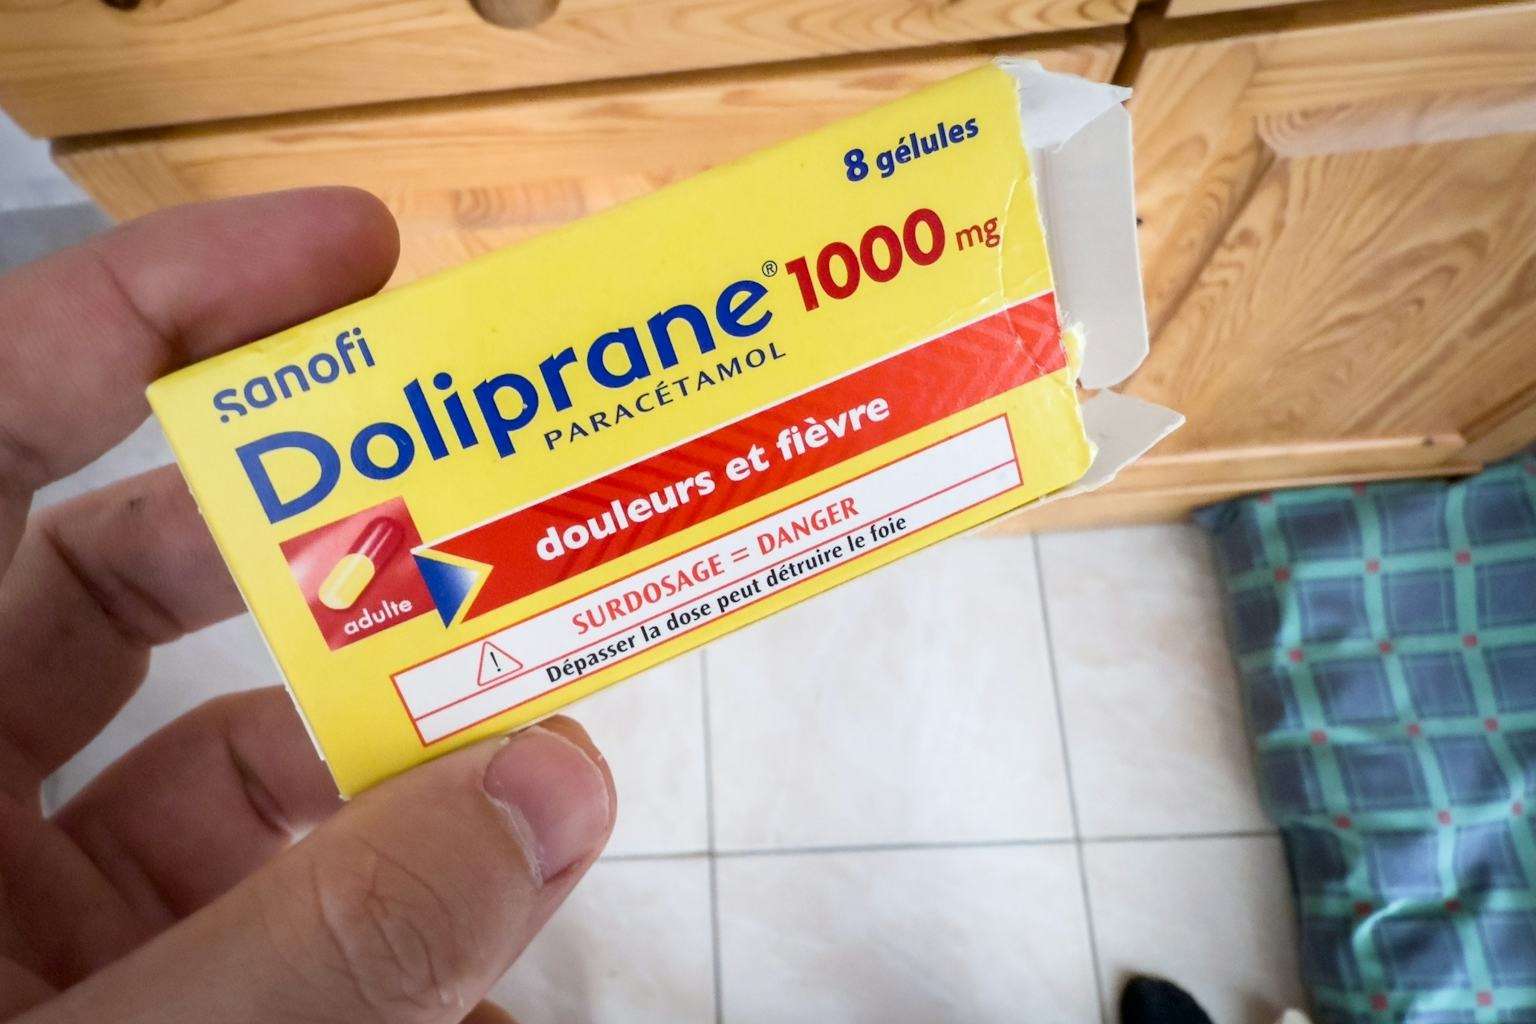 8 gélules
sanofi
Doliprane® 1000 mg
PARACÉTAMOL
douleurs et fièvre
adulte
SURDOSAGE = DANGER
Dépasser la dose peut détruire le foie